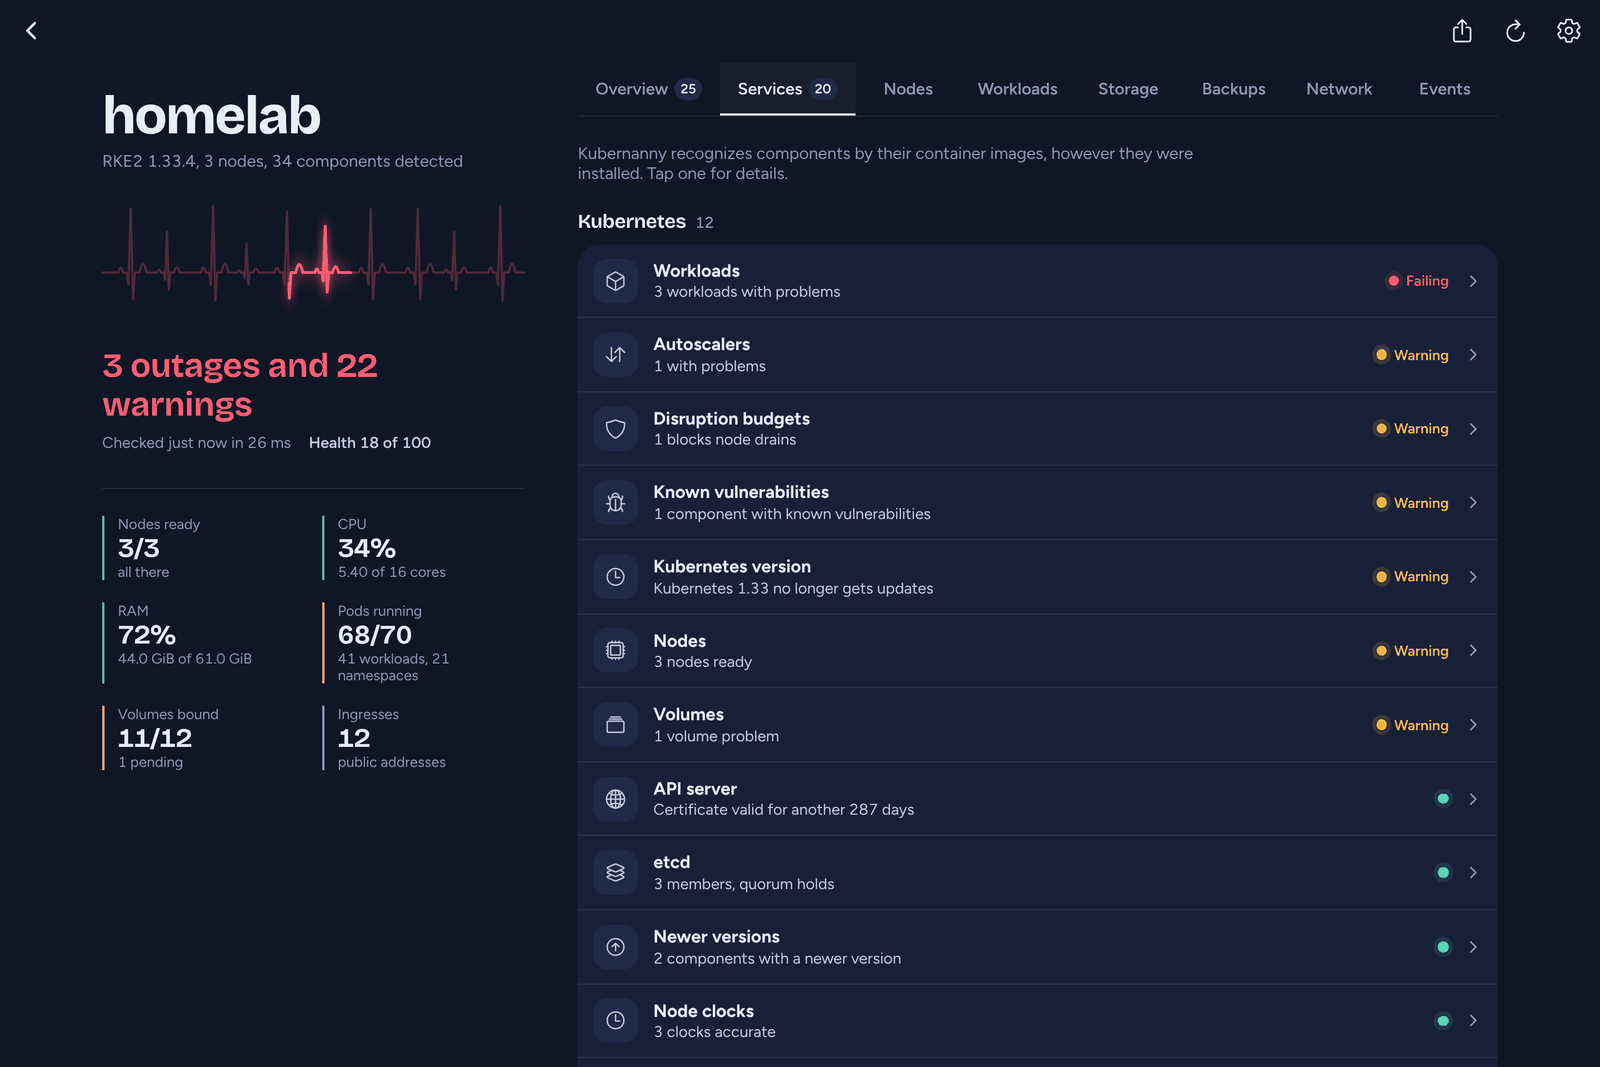 homelab
RKE2 1.33.4, 3 nodes, 34 components detected
3 outages and 22
warnings
Checked just now in 26 ms Health 18 of 100
Nodes ready
3/3
all there
CPU
34%
5.40 of 16 cores
RAM
72%
44.0 GiB of 61.0 GiB
Pods running
68/70
41 workloads, 21
namespaces
Volumes bound
11/12
1 pending
Ingresses
12
public addresses
Overview 25 Services 20 Nodes Workloads Storage Backups Network Events
Kubernanny recognizes components by their container images, however they were
installed. Tap one for details.
Kubernetes 12
Workloads
3 workloads with problems
Failing
Autoscalers
1 with problems
Warning
Disruption budgets
1 blocks node drains
Warning
Known vulnerabilities
1 component with known vulnerabilities
Warning
Kubernetes version
Kubernetes 1.33 no longer gets updates
Warning
Nodes
3 nodes ready
Warning
Volumes
1 volume problem
Warning
API server
Certificate valid for another 287 days
etcd
3 members, quorum holds
Newer versions
2 components with a newer version
Node clocks
3 clocks accurate